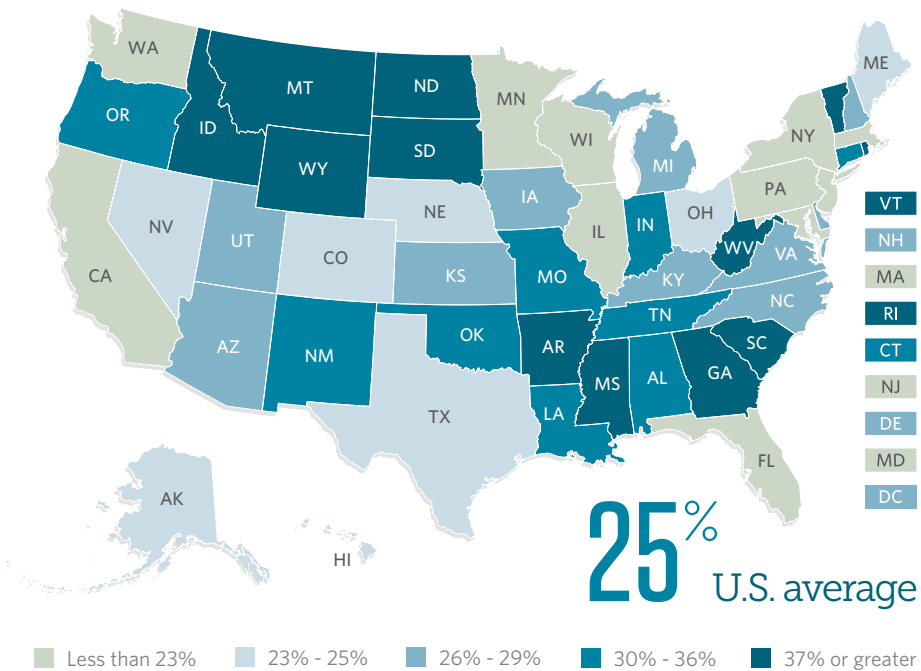 WA
MT
ND
MN
ME
OR
ID
WI
NY
SD
MI
WY
PA
IA
NE
OH
NV
IL
IN
UT
WV
VA
CO
CA
KS
MO
KY
NC
TN
OK
AZ
NM
AR
SC
MS
AL
GA
LA
TX
FL
AK
HI
VT
NH
MA
RI
CT
NJ
DE
MD
DC
25%
U.S. average
Less than 23%
23% - 25%
26% - 29%
30% - 36%
37% or greater